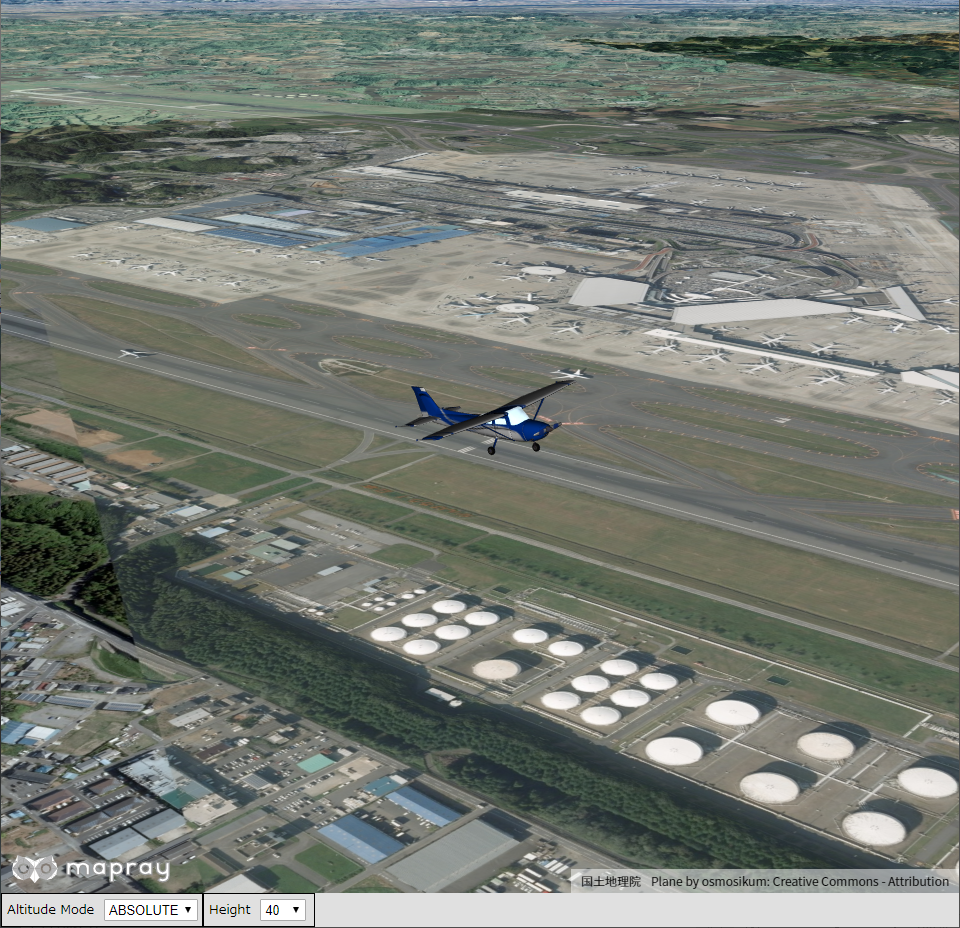 mapray
国土地理院 Plane by osmosikum: Creative Commons - Attribution
Altitude Mode ABSOLUTE Height 40